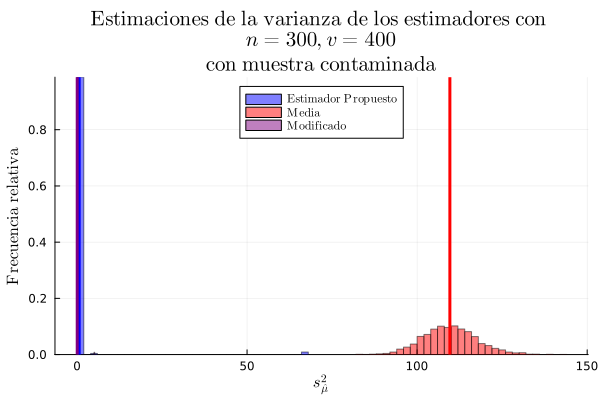 Estimaciones de la varianza de los estimadores con
n = 300, v = 400
con muestra contaminada
Estimador Propuesto
Media
Modificado
Frecuencia relativa
0.8
0.6
0.4
0.2
0.0
0 50 100 150
s²_μ̂